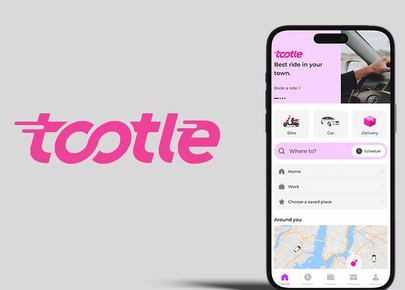 tootle
tootle
Best ride in your
town.
Book a ride >
Bike
Car
Delivery
Where to?
Schedule
Home
Work
Choose a saved place
Around you
Home